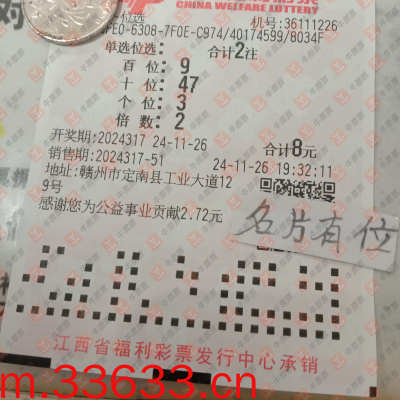 CHINA WELFARE LOTTERY
位选
机号:36111226
6308-7F0E-C974/40174599/8034F
单选位选: 合计2注
百位: 9
十位: 47
个位: 3
倍数: 2
开奖期:2024317 24-11-26 合计8元
销售期:2024317-51 24-11-26 19:32:11
地址:赣州市定南县工业大道12
9号
感谢您为公益事业贡献2.72元
名片有位
江西省福利彩票发行中心承销
m.33633.cn